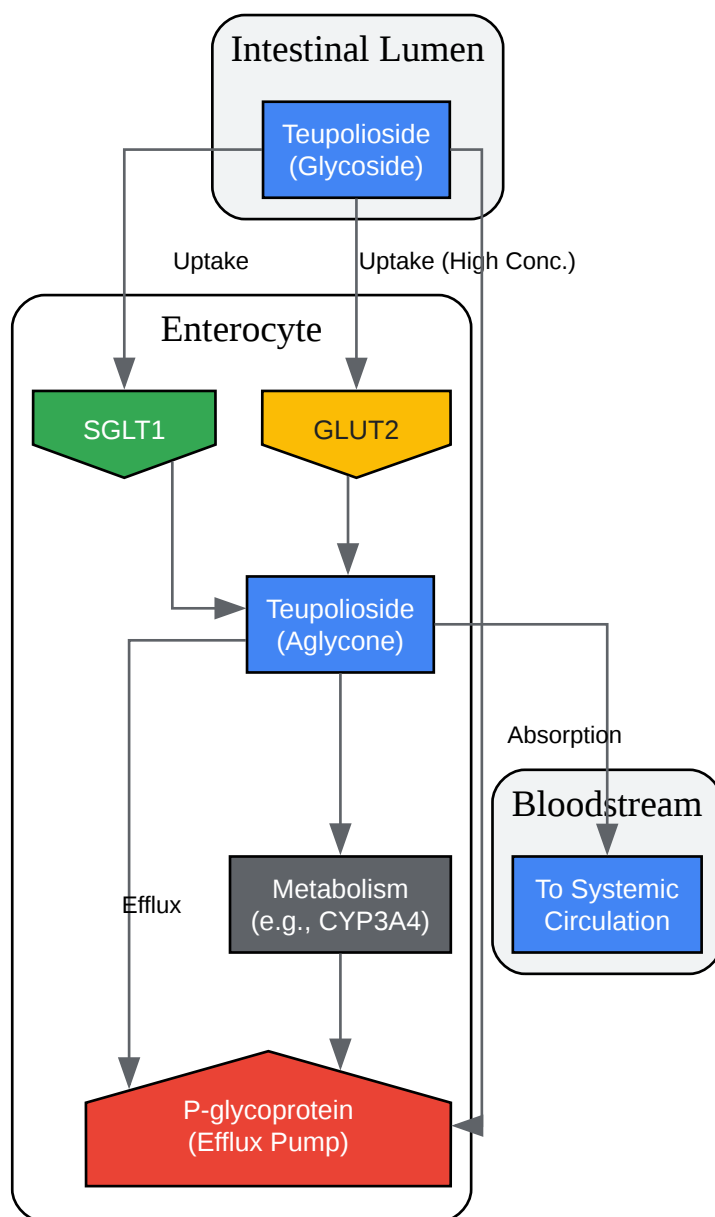 Intestinal Lumen
Teupolioside
(Glycoside)
Uptake
Uptake (High Conc.)
Enterocyte
SGLT1
GLUT2
Teupolioside
(Aglycone)
Absorption
Bloodstream
Metabolism
(e.g., CYP3A4)
To Systemic
Circulation
Efflux
P-glycoprotein
(Efflux Pump)